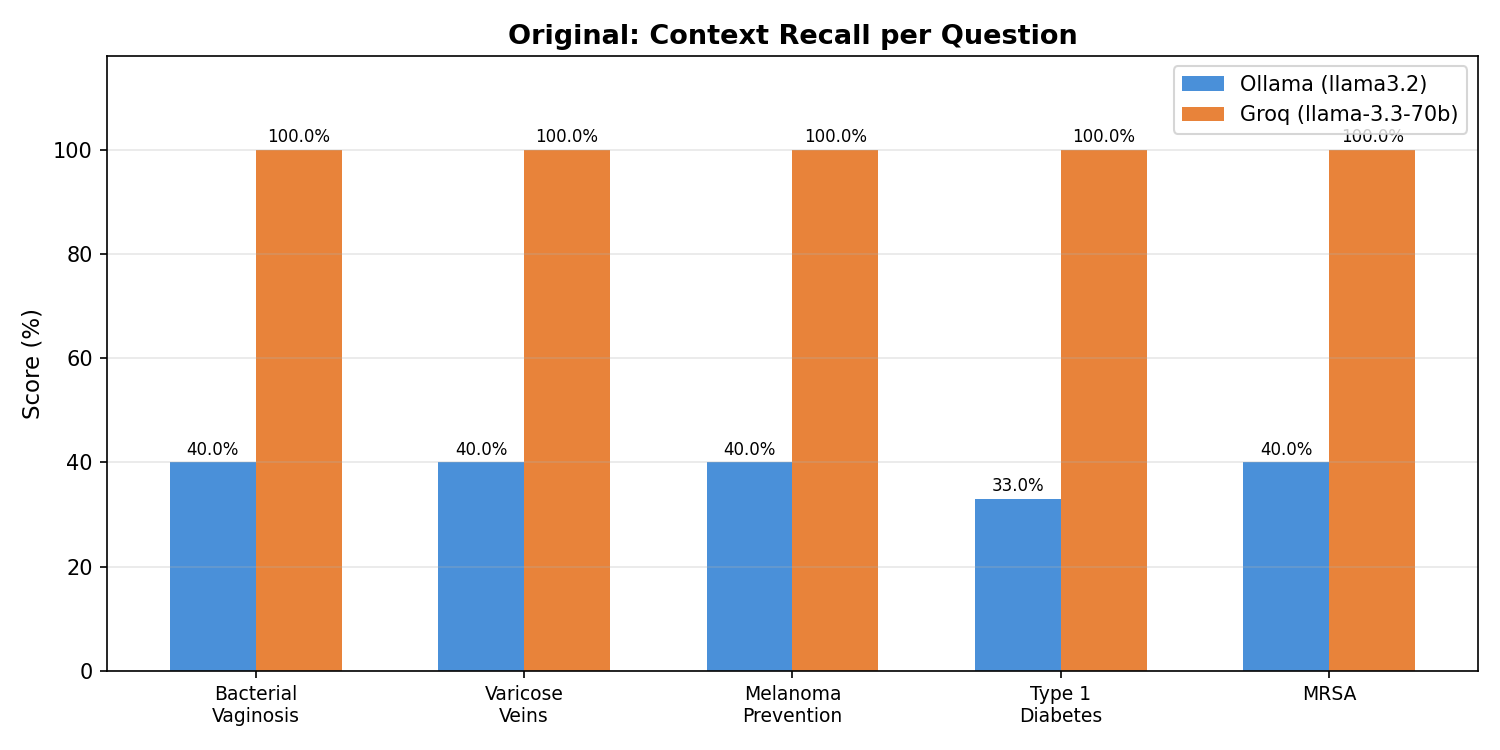 Original: Context Recall per Question
Ollama (llama3.2)
Groq (llama-3.3-70b)
100.0%
100.0%
100.0%
100.0%
100.0%
100
80
60
40
20
0
Score (%)
40.0%
40.0%
40.0%
33.0%
40.0%
Bacterial
Vaginosis
Varicose
Veins
Melanoma
Prevention
Type 1
Diabetes
MRSA